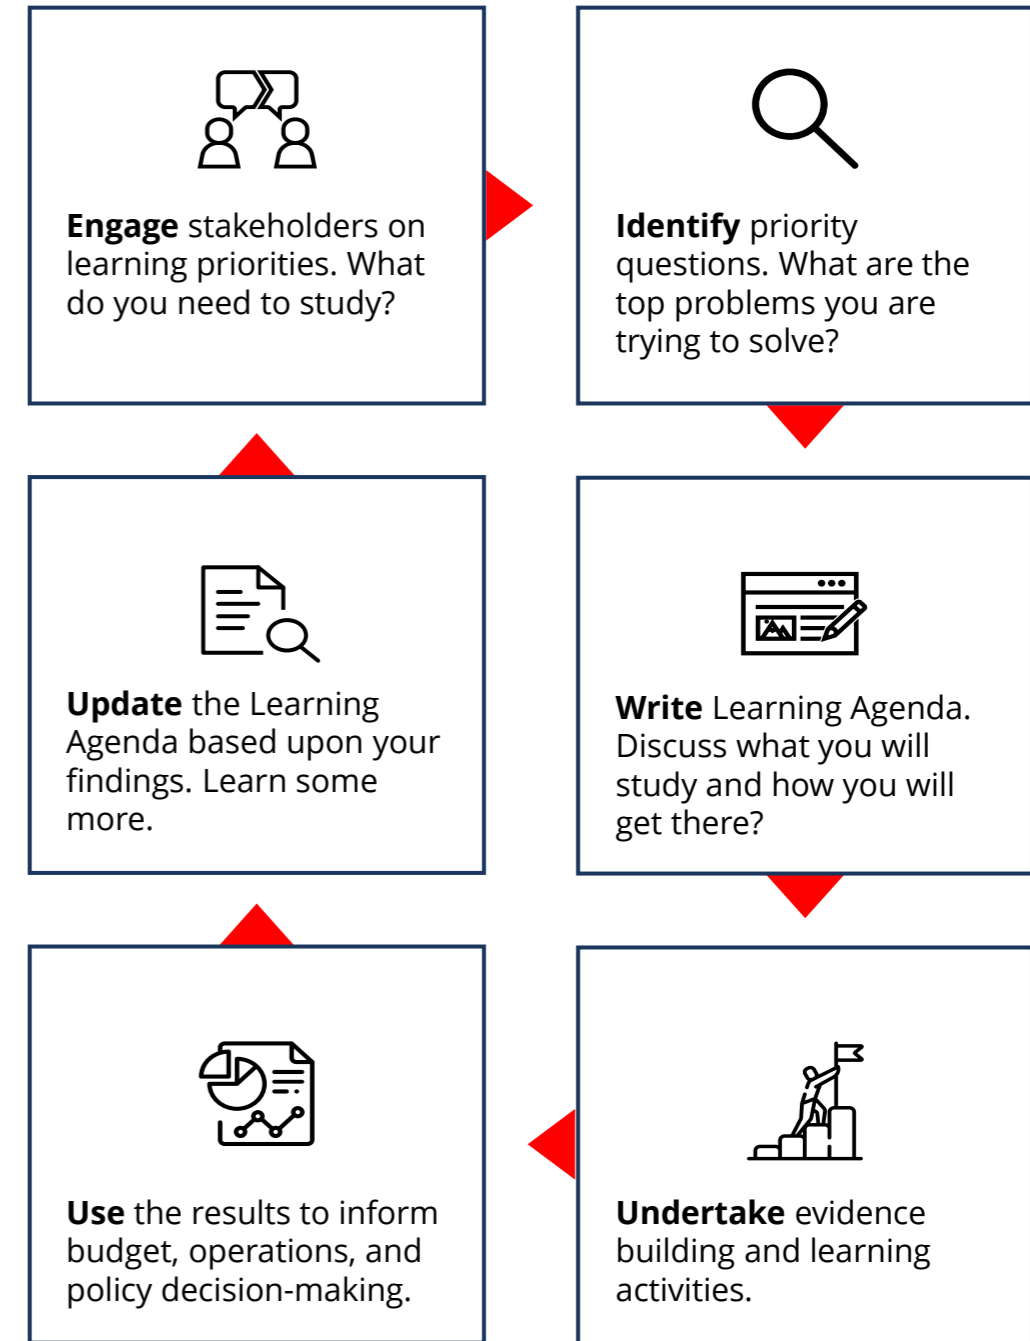 Engage stakeholders on
learning priorities. What
do you need to study?
Identify priority
questions. What are the
top problems you are
trying to solve?
Write Learning Agenda.
Discuss what you will
study and how you will
get there?
Undertake evidence
building and learning
activities.
Use the results to inform
budget, operations, and
policy decision-making.
Update the Learning
Agenda based upon your
findings. Learn some
more.